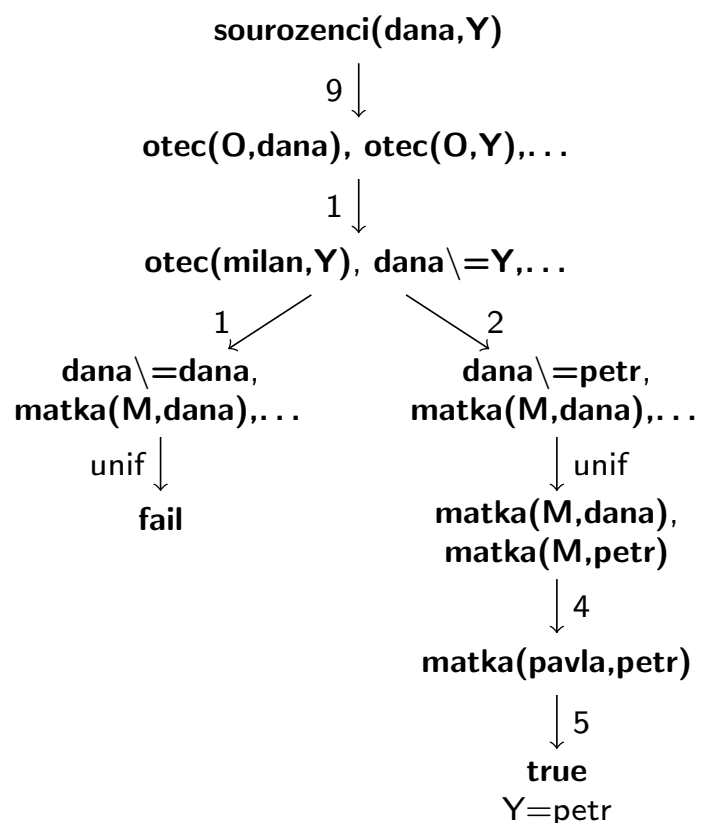 sourozenci(dana,Y)
9
otec(O,dana), otec(O,Y),...
1
otec(milan,Y), dana\=Y,...
1 2
dana\=dana, dana\=petr,
matka(M,dana),... matka(M,dana),...
unif unif
fail matka(M,dana),
matka(M,petr)
4
matka(pavla,petr)
5
true
Y=petr